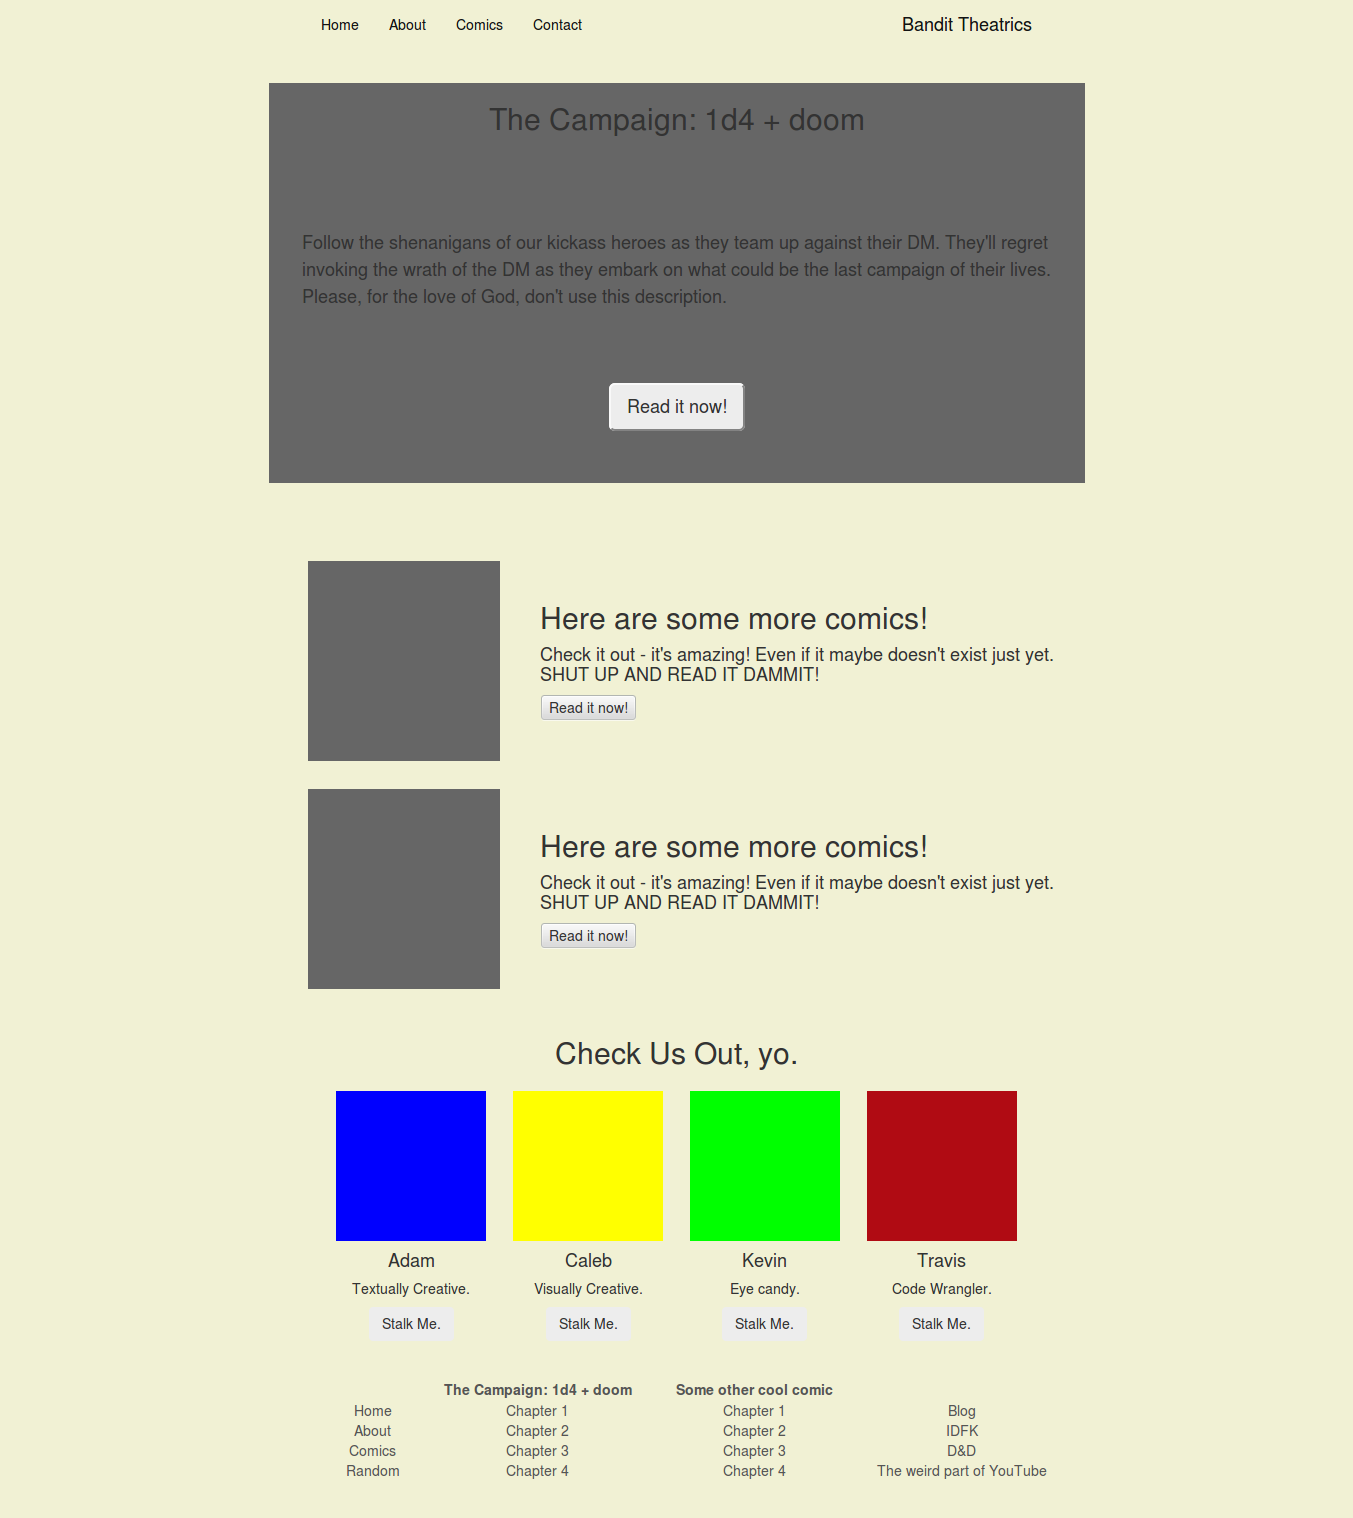 Home About Comics Contact Bandit Theatrics
The Campaign: 1d4 + doom
Follow the shenanigans of our kickass heroes as they team up against their DM. They'll regret
invoking the wrath of the DM as they embark on what could be the last campaign of their lives.
Please, for the love of God, don't use this description.
Read it now!
Here are some more comics!
Check it out - it's amazing! Even if it maybe doesn't exist just yet.
SHUT UP AND READ IT DAMMIT!
Read it now!
Here are some more comics!
Check it out - it's amazing! Even if it maybe doesn't exist just yet.
SHUT UP AND READ IT DAMMIT!
Read it now!
Check Us Out, yo.
Adam Caleb Kevin Travis
Textually Creative. Visually Creative. Eye candy. Code Wrangler.
Stalk Me. Stalk Me. Stalk Me. Stalk Me.
The Campaign: 1d4 + doom Some other cool comic
Home Chapter 1 Chapter 1 Blog
About Chapter 2 Chapter 2 IDFK
Comics Chapter 3 Chapter 3 D&D
Random Chapter 4 Chapter 4 The weird part of YouTube